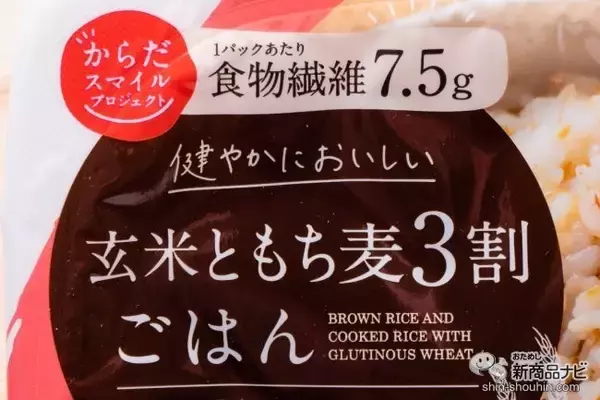 からだ
スマイル
プロジェクト
1パックあたり
食物繊維 7.5g
健やかにおいしい
玄米ともち麦3割
ごはん
BROWN RICE AND
COOKED RICE WITH
GLUTINOUS WHEAT
おためし
新商品ナビ
shin-shouhin.com